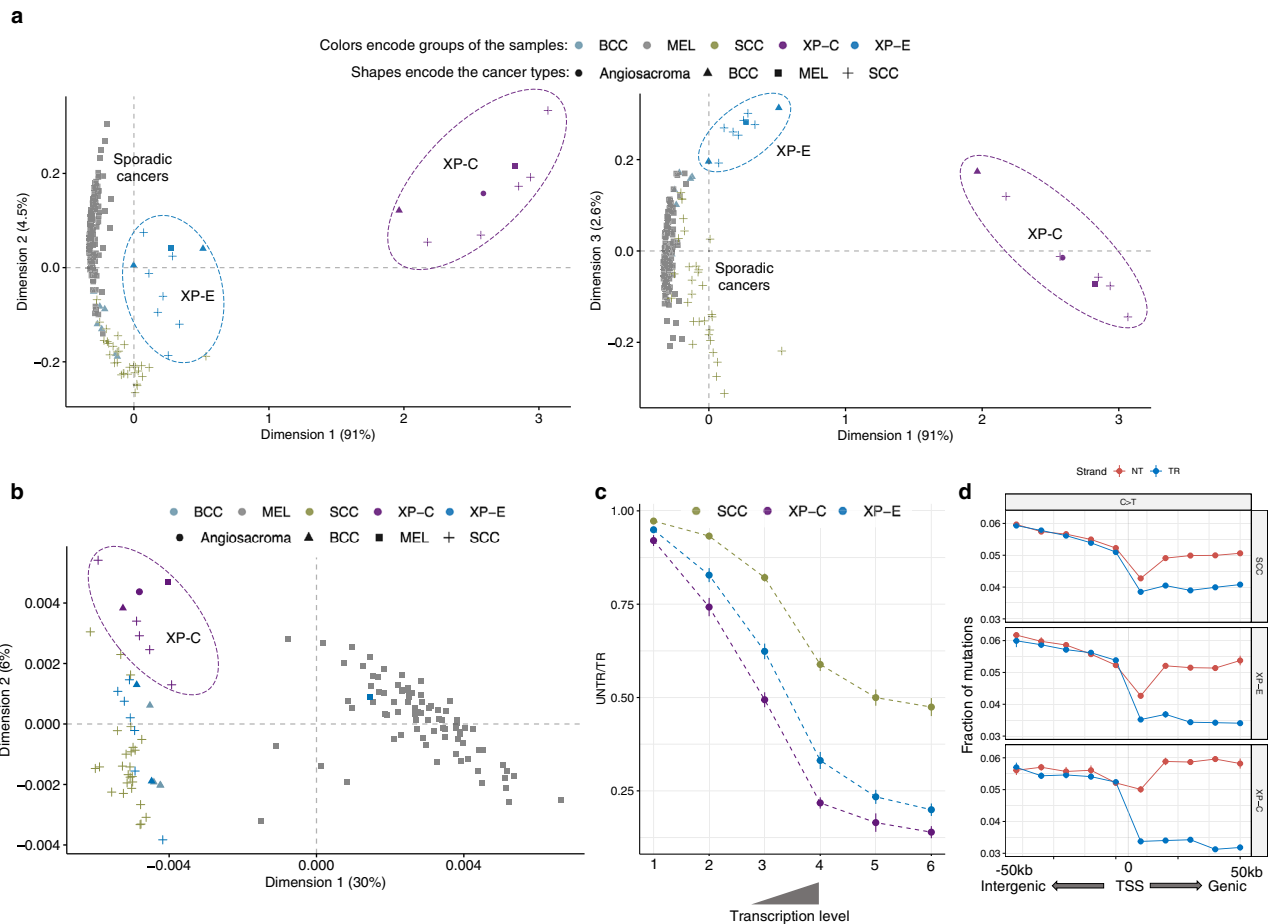 a
Colors encode groups of the samples: BCC MEL SCC XP−C XP−E
Shapes encode the cancer types: Angiosacroma BCC MEL SCC
Dimension 2 (4.5%)
0.2
0.0
−0.2
Sporadic
cancers
XP-C
XP-E
0 1 2 3
Dimension 1 (91%)
Dimension 3 (2.6%)
0.2
0.0
−0.2
XP-E
XP-C
Sporadic
cancers
0 1 2 3
Dimension 1 (91%)
b
BCC MEL SCC XP−C XP−E
Angiosacroma BCC MEL SCC
Dimension 2 (6%)
0.004
0.002
0.000
−0.002
−0.004
XP-C
−0.004 0.000 0.004
Dimension 1 (30%)
c
SCC XP−C XP−E
UNTR/TR
1.00
0.75
0.50
0.25
1 2 3 4 5 6
Transcription level
d
Strand NT TR
C>T
Fraction of mutations
0.06
0.05
0.04
0.03
SCC
0.06
0.05
0.04
0.03
XP−E
0.06
0.05
0.04
0.03
XP−C
-50kb 0 50kb
Intergenic TSS Genic